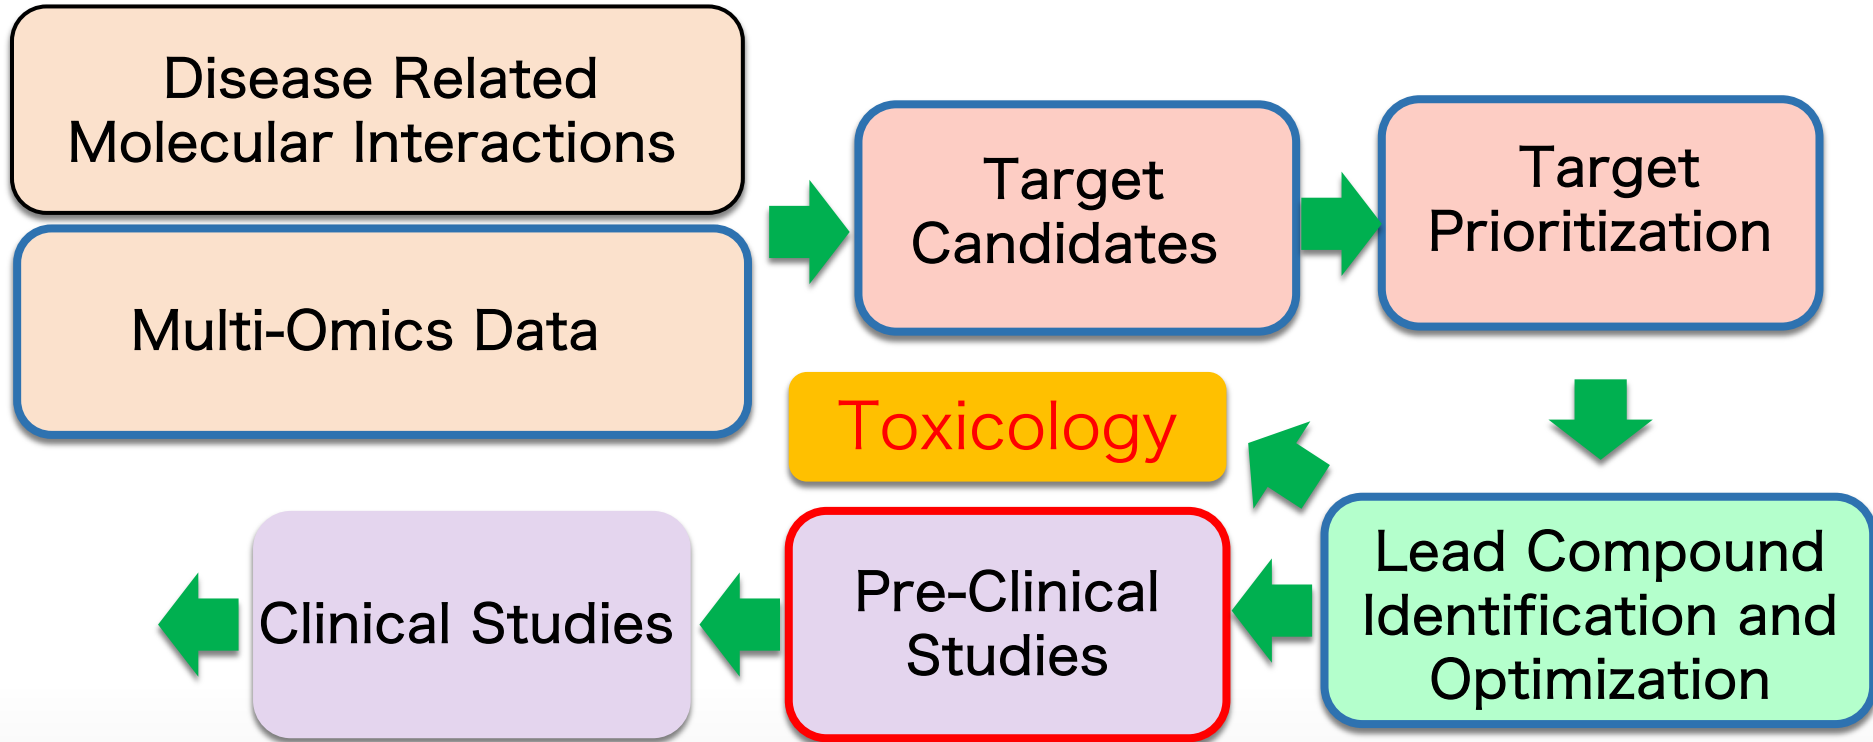 Disease Related
Molecular Interactions
Multi-Omics Data
Target
Candidates
Target
Prioritization
Toxicology
Lead Compound
Identification and
Optimization
Pre-Clinical
Studies
Clinical Studies